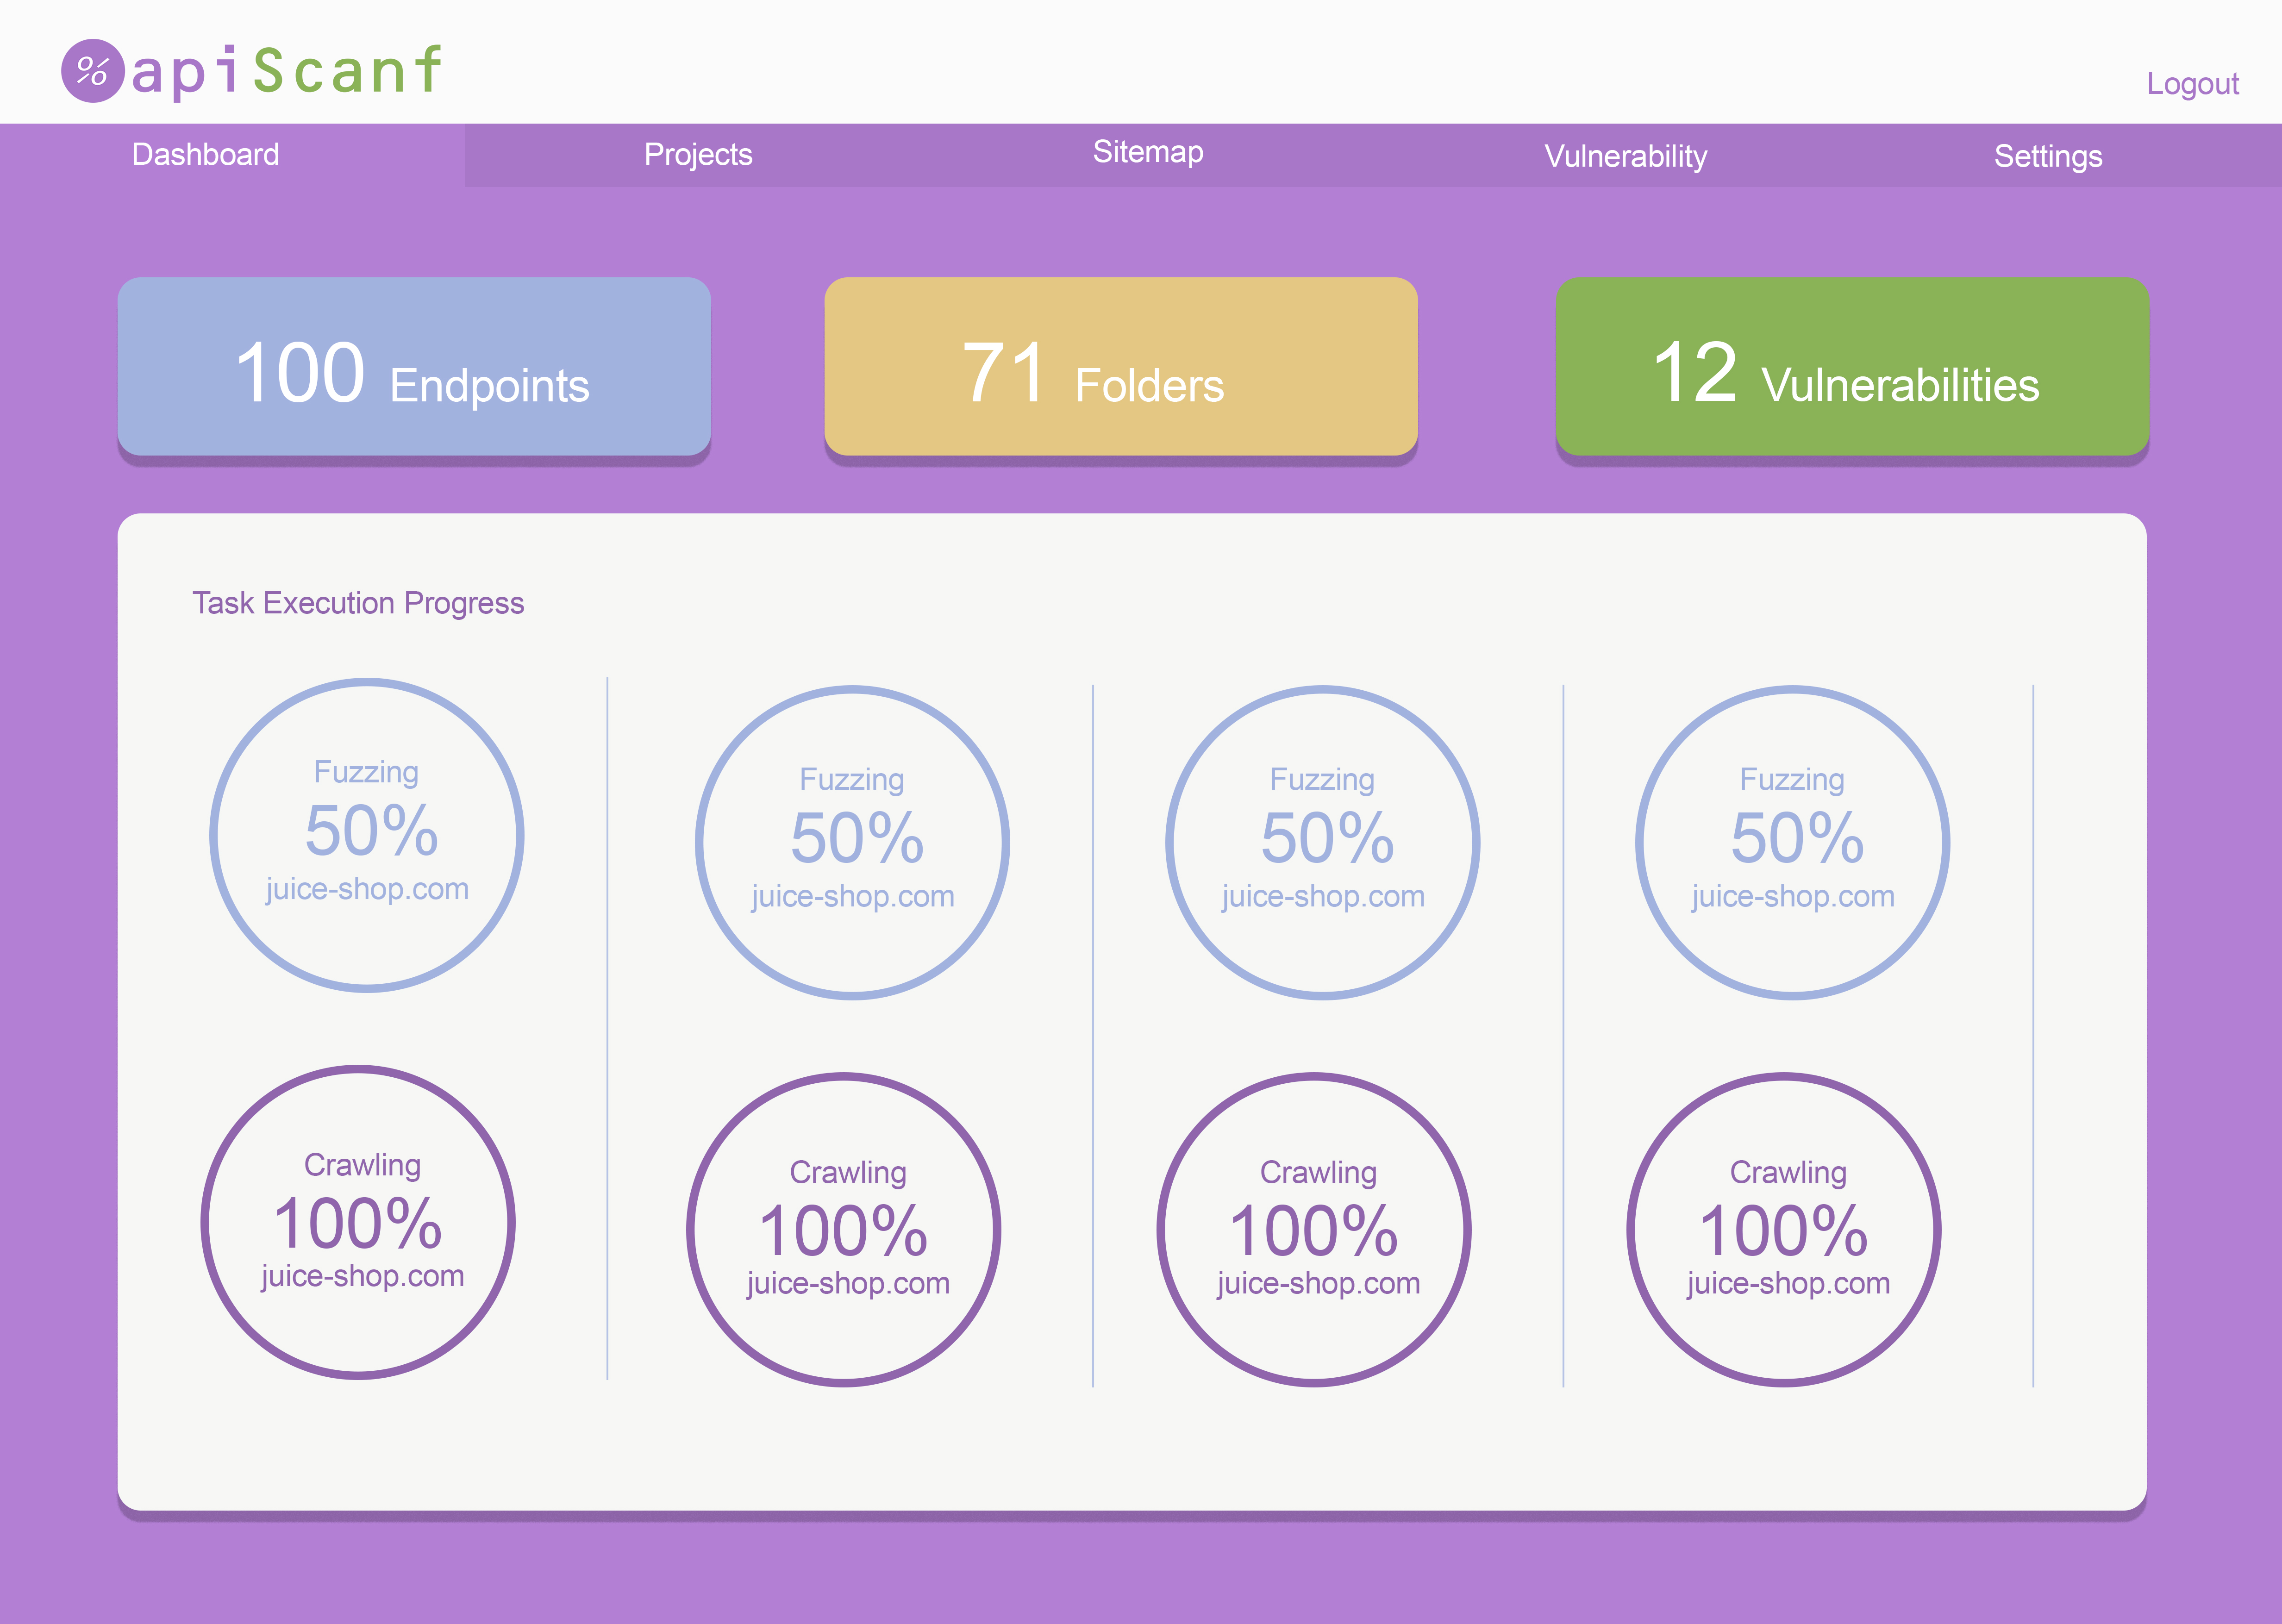 % apiScanf
Logout
Dashboard Projects Sitemap Vulnerability Settings
100 Endpoints
71 Folders
12 Vulnerabilities
Task Execution Progress
Fuzzing
50%
juice-shop.com
Fuzzing
50%
juice-shop.com
Fuzzing
50%
juice-shop.com
Fuzzing
50%
juice-shop.com
Crawling
100%
juice-shop.com
Crawling
100%
juice-shop.com
Crawling
100%
juice-shop.com
Crawling
100%
juice-shop.com